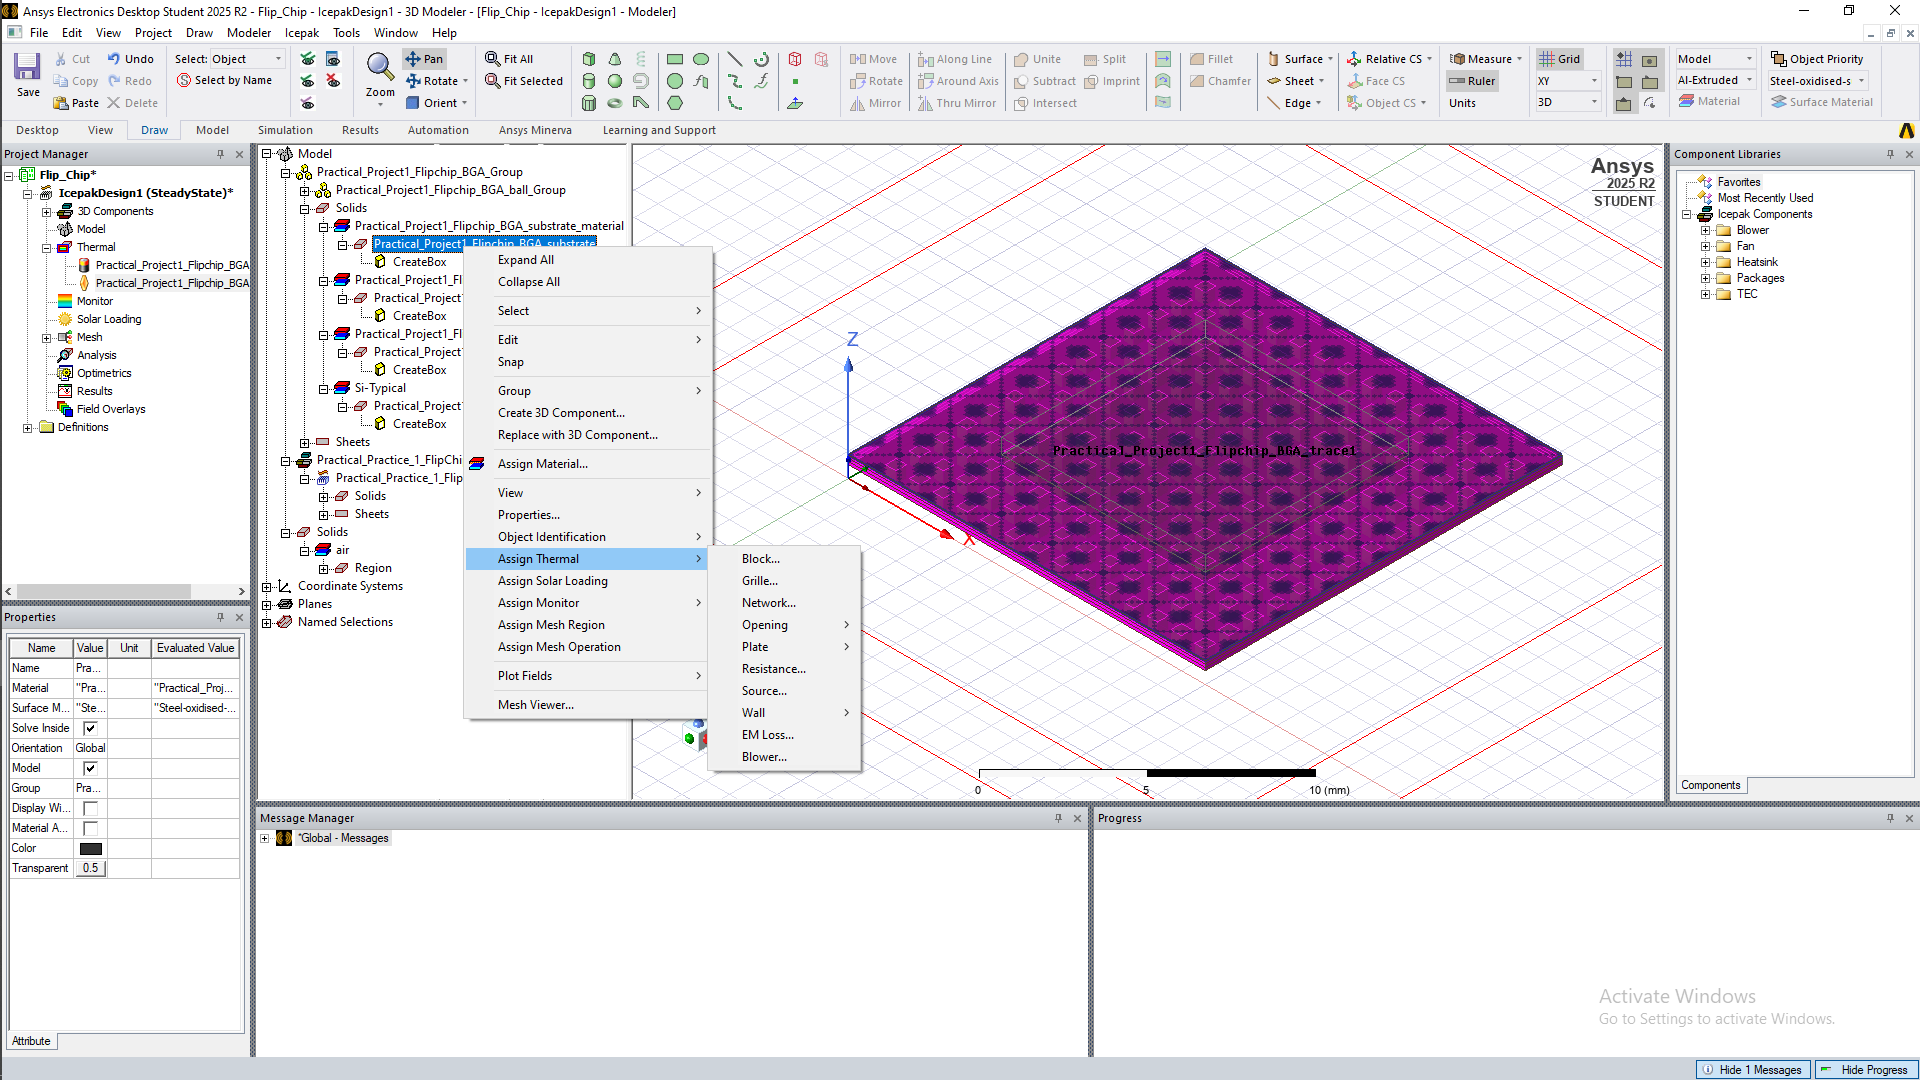 Ansys Electronics Desktop Student 2025 R2 - Flip_Chip - IcepakDesign1 - 3D Modeler - [Flip_Chip - IcepakDesign1 - Modeler]
File Edit View Project Draw Modeler Icepak Tools Window Help
Save
Cut
Copy
Paste
Undo
Redo
Delete
Select: Object
Select by Name
Zoom
Pan
Rotate
Orient
Fit All
Fit Selected
Move
Rotate
Mirror
Along Line
Around Axis
Thru Mirror
Unite
Subtract
Intersect
Split
Imprint
Fillet
Chamfer
Surface
Sheet
Edge
Relative CS
Face CS
Object CS
Measure
Ruler
Units
Grid
XY
3D
Model
AI-Extruded
Material
Object Priority
Steel-oxidised-s
Surface Material
Desktop View Draw Model Simulation Results Automation Ansys Minerva Learning and Support
Project Manager
Flip_Chip*
IcepakDesign1 (SteadyState)*
3D Components
Model
Thermal
Practical_Project1_Flipchip_BGA
Practical_Project1_Flipchip_BGA
Monitor
Solar Loading
Mesh
Analysis
Optimetrics
Results
Field Overlays
Definitions
Properties
Name Value Unit Evaluated Value
Name Pra...
Material "Pra... "Practical_Proj...
Surface M... "Ste... "Steel-oxidised-...
Solve Inside
Orientation Global
Model
Group Pra...
Display Wi...
Material A...
Color
Transparent 0.5
Attribute
Model
Practical_Project1_Flipchip_BGA_Group
Practical_Project1_Flipchip_BGA_ball_Group
Solids
Practical_Project1_Flipchip_BGA_substrate_material
Practical_Project1_Flipchip_BGA_substrate
CreateBox
Practical_Project1_Fl
Practical_Project
CreateBox
Practical_Project1_Fl
Practical_Project
CreateBox
Si-Typical
Practical_Project
CreateBox
Sheets
Practical_Practice_1_FlipChi
Practical_Practice_1_Flip
Solids
Sheets
Solids
air
Region
Coordinate Systems
Planes
Named Selections
Expand All
Collapse All
Select
Edit
Snap
Group
Create 3D Component...
Replace with 3D Component...
Assign Material...
View
Properties...
Object Identification
Assign Thermal
Assign Solar Loading
Assign Monitor
Assign Mesh Region
Assign Mesh Operation
Plot Fields
Mesh Viewer...
Block...
Grille...
Network...
Opening
Plate
Resistance...
Source...
Wall
EM Loss...
Blower...
Ansys
2025 R2
STUDENT
Z
X
Practical_Project1_Flipchip_BGA_trace1
0 5 10 (mm)
Component Libraries
Favorites
Most Recently Used
Icepak Components
Blower
Fan
Heatsink
Packages
TEC
Components
Message Manager
*Global - Messages
Progress
Activate Windows
Go to Settings to activate Windows.
Hide 1 Messages
Hide Progress